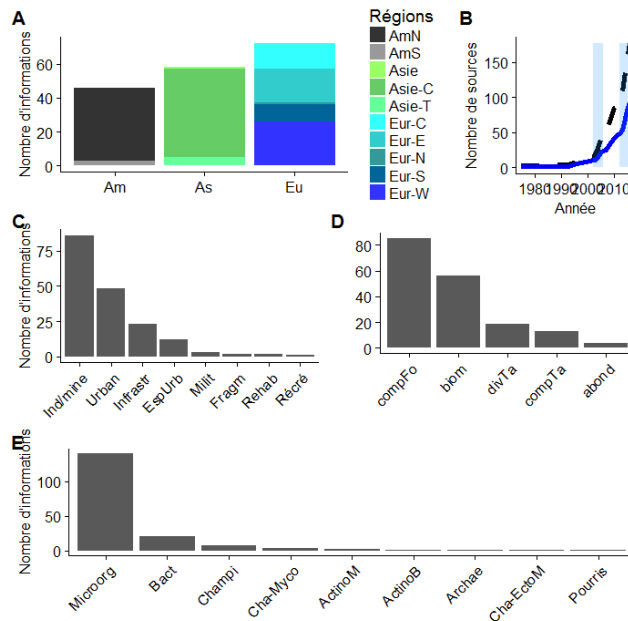 A
Nombre d'informations
60
40
20
0
Am
As
Eu
Régions
AmN
AmS
Asie
Asie-C
Asie-T
Eur-C
Eur-E
Eur-N
Eur-S
Eur-W
B
Nombre de sources
150
100
50
0
1980
1990
2000
201
Année
C
Nombre d'informations
75
50
25
0
Ind/mine
Urban
Infrastr
EspUrb
Milit
Fragm
Rehab
Récré
D
80
60
40
20
0
compFo
biom
divTa
compTa
abond
E
Nombre d'informations
100
50
0
Microorg
Bact
Champi
Cha-Myco
ActinoM
ActinoB
Archae
Cha-EctoM
Pourris